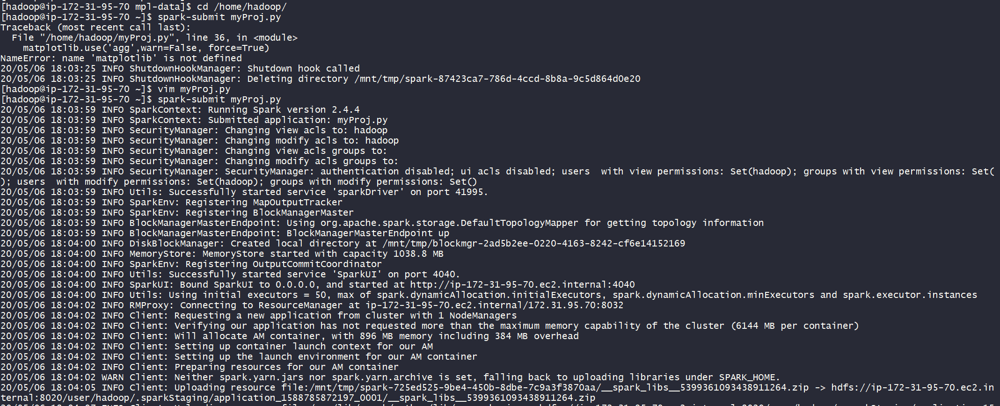 [hadoop@ip-172-31-95-70 mpl-data]$ cd /home/hadoop/
[hadoop@ip-172-31-95-70 ~]$ spark-submit myProj.py
Traceback (most recent call last):
  File "/home/hadoop/myProj.py", line 36, in <module>
    matplotlib.use('agg',warn=False, force=True)
NameError: name 'matplotlib' is not defined
20/05/06 18:03:25 INFO ShutdownHookManager: Shutdown hook called
20/05/06 18:03:25 INFO ShutdownHookManager: Deleting directory /mnt/tmp/spark-87423ca7-786d-4ccd-8b8a-9c5d864d0e20
[hadoop@ip-172-31-95-70 ~]$ vim myProj.py
[hadoop@ip-172-31-95-70 ~]$ spark-submit myProj.py
20/05/06 18:03:59 INFO SparkContext: Running Spark version 2.4.4
20/05/06 18:03:59 INFO SparkContext: Submitted application: myProj.py
20/05/06 18:03:59 INFO SecurityManager: Changing view acls to: hadoop
20/05/06 18:03:59 INFO SecurityManager: Changing modify acls to: hadoop
20/05/06 18:03:59 INFO SecurityManager: Changing view acls groups to:
20/05/06 18:03:59 INFO SecurityManager: Changing modify acls groups to:
20/05/06 18:03:59 INFO SecurityManager: SecurityManager: authentication disabled; ui acls disabled; users  with view permissions: Set(hadoop); groups with view permissions: Set(
); users  with modify permissions: Set(hadoop); groups with modify permissions: Set()
20/05/06 18:03:59 INFO Utils: Successfully started service 'sparkDriver' on port 41995.
20/05/06 18:03:59 INFO SparkEnv: Registering MapOutputTracker
20/05/06 18:03:59 INFO SparkEnv: Registering BlockManagerMaster
20/05/06 18:03:59 INFO BlockManagerMasterEndpoint: Using org.apache.spark.storage.DefaultTopologyMapper for getting topology information
20/05/06 18:03:59 INFO BlockManagerMasterEndpoint: BlockManagerMasterEndpoint up
20/05/06 18:04:00 INFO DiskBlockManager: Created local directory at /mnt/tmp/blockmgr-2ad5b2ee-0220-4163-8242-cf6e14152169
20/05/06 18:04:00 INFO MemoryStore: MemoryStore started with capacity 1038.8 MB
20/05/06 18:04:00 INFO SparkEnv: Registering OutputCommitCoordinator
20/05/06 18:04:00 INFO Utils: Successfully started service 'SparkUI' on port 4040.
20/05/06 18:04:00 INFO SparkUI: Bound SparkUI to 0.0.0.0, and started at http://ip-172-31-95-70.ec2.internal:4040
20/05/06 18:04:00 INFO Utils: Using initial executors = 50, max of spark.dynamicAllocation.initialExecutors, spark.dynamicAllocation.minExecutors and spark.executor.instances
20/05/06 18:04:02 INFO RMProxy: Connecting to ResourceManager at ip-172-31-95-70.ec2.internal/172.31.95.70:8032
20/05/06 18:04:02 INFO Client: Requesting a new application from cluster with 1 NodeManagers
20/05/06 18:04:02 INFO Client: Verifying our application has not requested more than the maximum memory capability of the cluster (6144 MB per container)
20/05/06 18:04:02 INFO Client: Will allocate AM container, with 896 MB memory including 384 MB overhead
20/05/06 18:04:02 INFO Client: Setting up container launch context for our AM
20/05/06 18:04:02 INFO Client: Setting up the launch environment for our AM container
20/05/06 18:04:02 INFO Client: Preparing resources for our AM container
20/05/06 18:04:02 WARN Client: Neither spark.yarn.jars nor spark.yarn.archive is set, falling back to uploading libraries under SPARK_HOME.
20/05/06 18:04:05 INFO Client: Uploading resource file:/mnt/tmp/spark-725ed525-9be4-450b-8dbe-7c9a3f3870aa/__spark_libs__5399361093438911264.zip -> hdfs://ip-172-31-95-70.ec2.in
ternal:8020/user/hadoop/.sparkStaging/application_1588785872197_0001/__spark_libs__5399361093438911264.zip